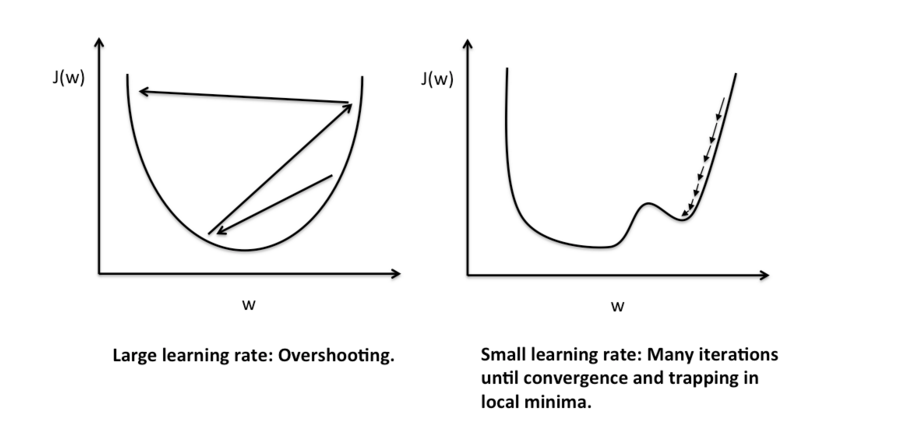 J(w)
w
Large learning rate: Overshooting.
J(w)
w
Small learning rate: Many iterations
until convergence and trapping in
local minima.